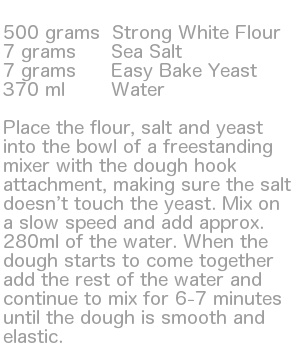 500 grams Strong White Flour
7 grams Sea Salt
7 grams Easy Bake Yeast
370 ml Water
Place the flour, salt and yeast
into the bowl of a freestanding
mixer with the dough hook
attachment, making sure the salt
doesn't touch the yeast. Mix on
a slow speed and add approx.
280ml of the water. When the
dough starts to come together
add the rest of the water and
continue to mix for 6-7 minutes
until the dough is smooth and
elastic.